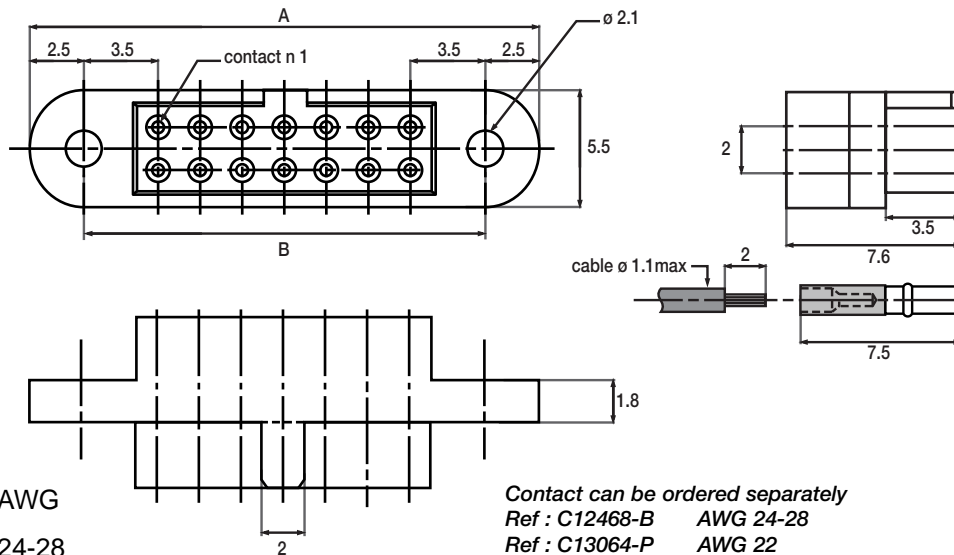 A
ø 2.1
2.5
3.5
contact n 1
3.5
2.5
5.5
2
B
3.5
7.6
cable ø 1.1max
2
7.5
1.8
2
AWG
24-28
Contact can be ordered separately
Ref : C12468-B AWG 24-28
Ref : C13064-P AWG 22